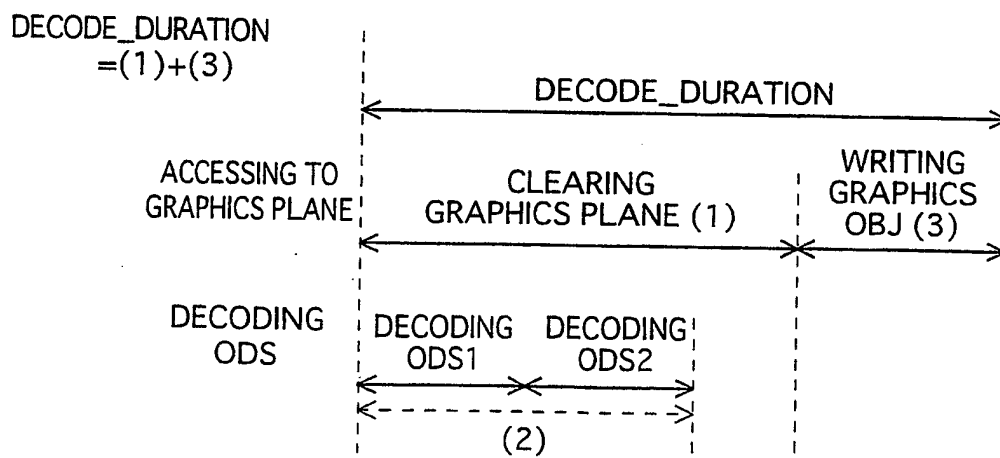 DECODE_DURATION
=(1)+(3)
DECODE_DURATION
ACCESSING TO
GRAPHICS PLANE
CLEARING
GRAPHICS PLANE (1)
WRITING
GRAPHICS
OBJ (3)
DECODING
ODS
DECODING
ODS1
DECODING
ODS2
(2)